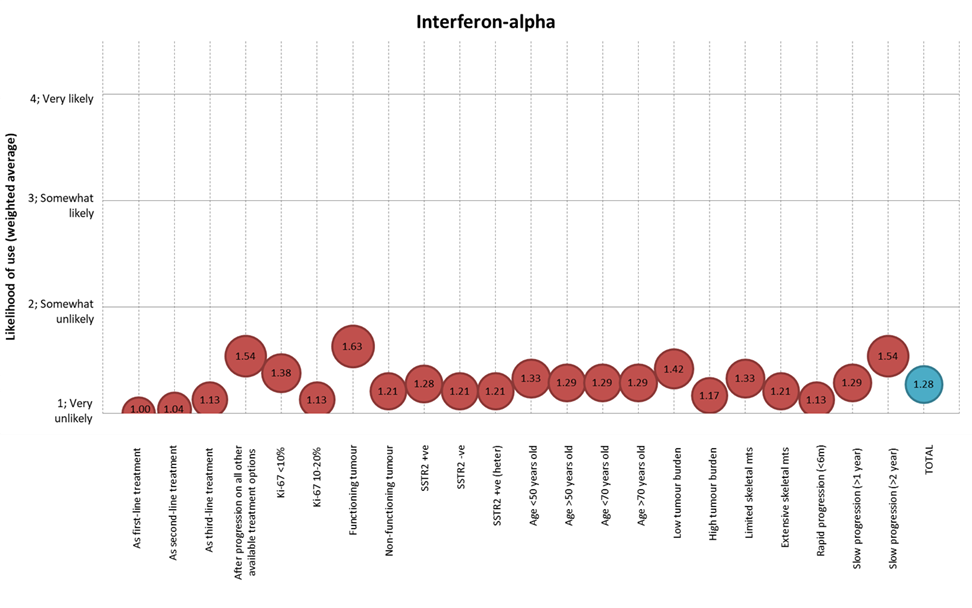 Interferon-alpha
Likelihood of use (weighted average)
4; Very likely
3; Somewhat
likely
2; Somewhat
unlikely
1; Very
unlikely
1.00
1.04
1.13
1.54
1.38
1.13
1.63
1.21
1.28
1.21
1.21
1.33
1.29
1.29
1.29
1.42
1.17
1.33
1.21
1.13
1.29
1.54
1.28
As first-line treatment
As second-line treatment
As third-line treatment
After progression on all other
available treatment options
Ki-67 <10%
Ki-67 10-20%
Functioning tumour
Non-functioning tumour
SSTR2 +ve
SSTR2 -ve
SSTR2 +ve (heter)
Age <50 years old
Age >50 years old
Age <70 years old
Age >70 years old
Low tumour burden
High tumour burden
Limited skeletal mts
Extensive skeletal mts
Rapid progression (<6m)
Slow progression (>1 year)
Slow progression (>2 year)
TOTAL